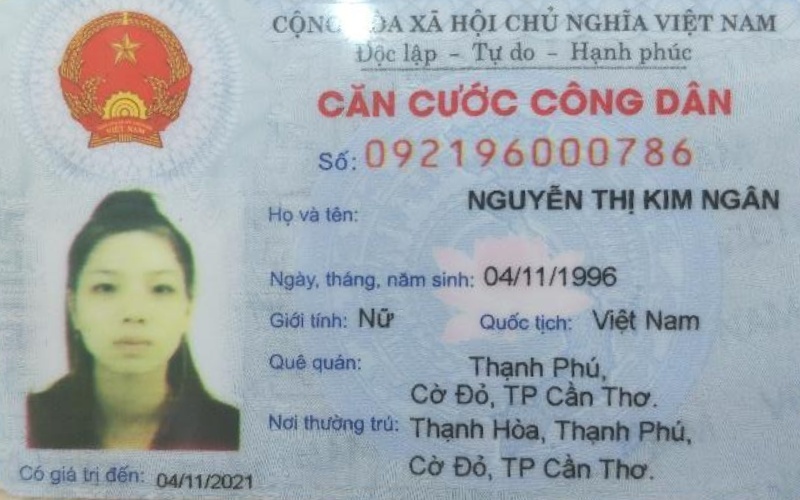 CỘNG HÒA XÃ HỘI CHỦ NGHĨA VIỆT NAM
Độc lập - Tự do - Hạnh phúc
CĂN CƯỚC CÔNG DÂN
Số: 092196000786
Họ và tên: NGUYỄN THỊ KIM NGÂN
Ngày, tháng, năm sinh: 04/11/1996
Giới tính: Nữ Quốc tịch: Việt Nam
Quê quán: Thạnh Phú,
Cờ Đỏ, TP Cần Thơ.
Nơi thường trú: Thạnh Hòa, Thạnh Phú,
Cờ Đỏ, TP Cần Thơ.
Có giá trị đến: 04/11/2021
VIỆT NAM